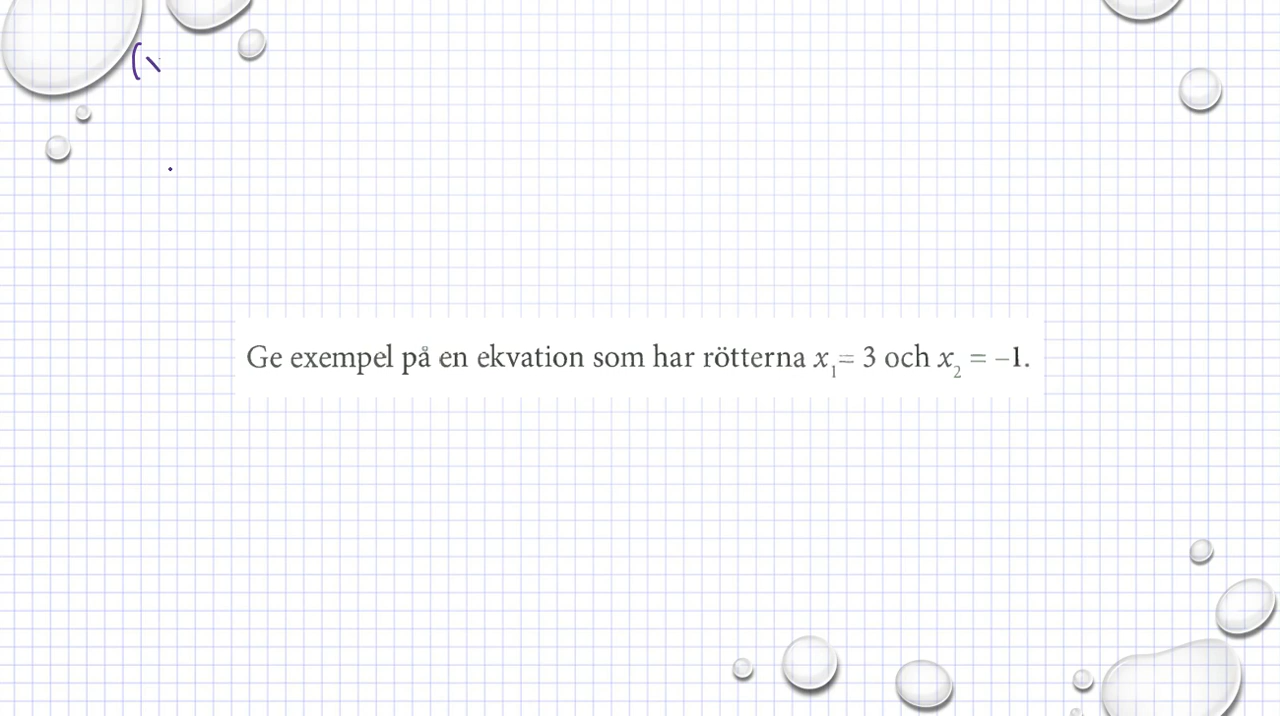 Ge exempel på en ekvation som har rötterna x₁= 3 och x₂ = –1.